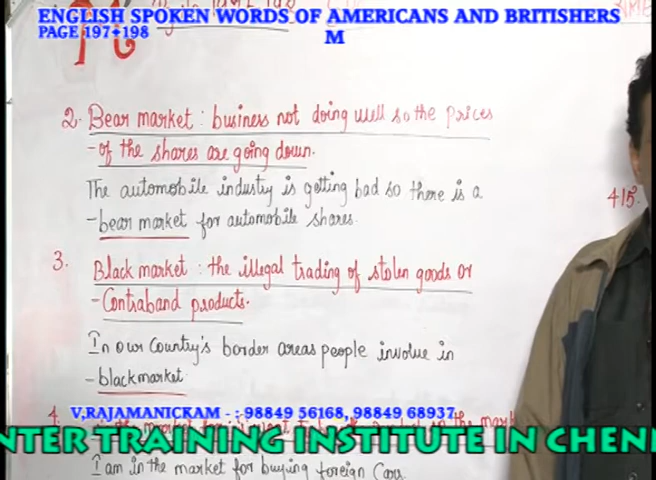 ENGLISH SPOKEN WORDS OF AMERICANS AND BRITISHERS
PAGE 197+198
M
2. Bear market : business not doing well so the prices
- of the shares are going down.
The automobile industry is getting bad so there is a
- bear market for automobile shares.
415
3. Black market : the illegal trading of stolen goods or
- Contraband products.
In our Country's border areas people involve in
- blackmarket
4.
V,RAJAMANICKAM - :-98849 56168, 98849 68937
NTER TRAINING INSTITUTE IN CHENN
I am in the market for buying foreign Cars.